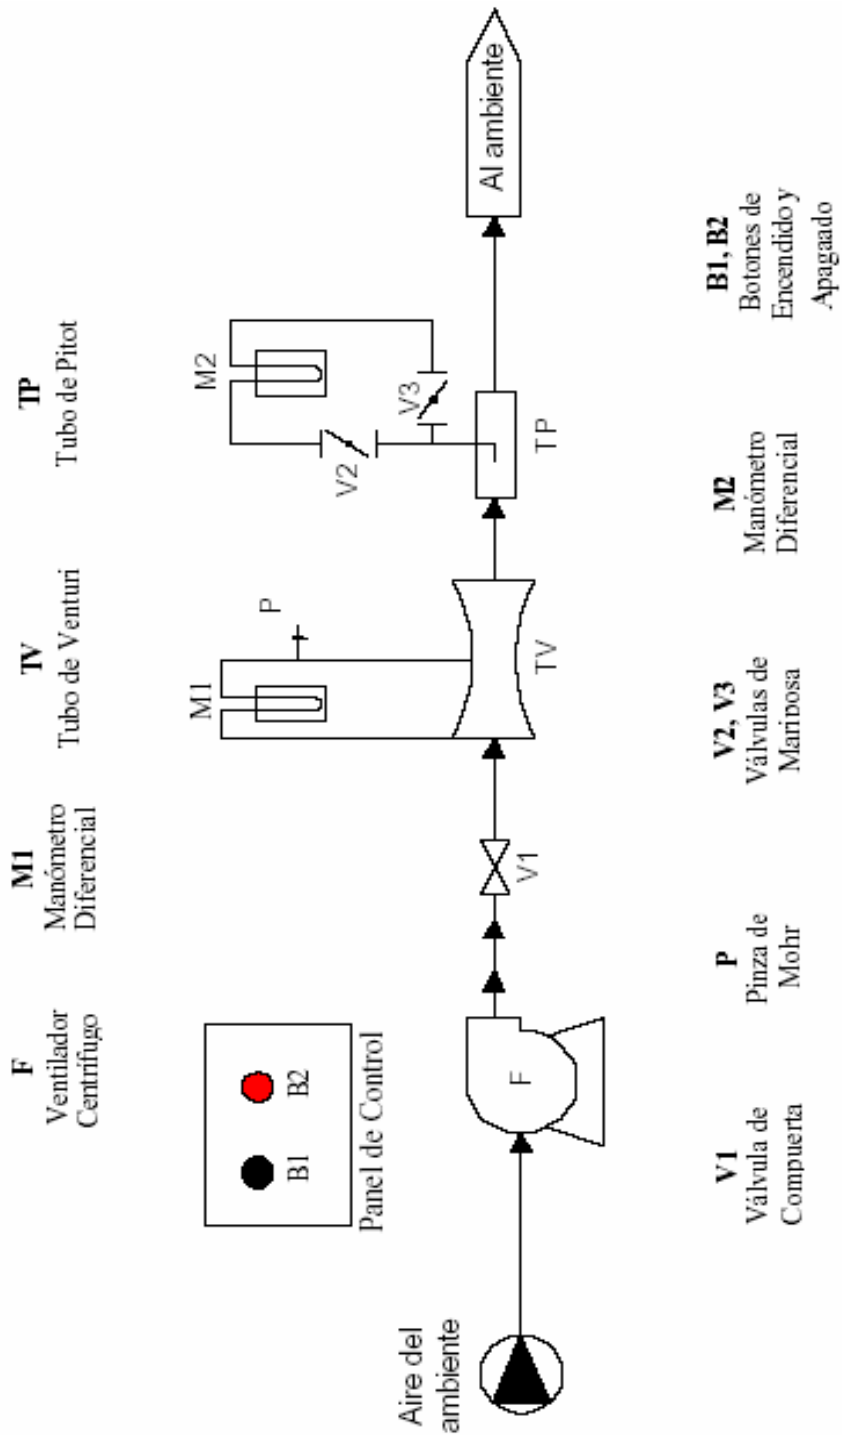 F
Ventilador
Centrífugo
M1
Manómetro
Diferencial
TV
Tubo de Venturi
TP
Tubo de Pitot
B1
B2
Panel de Control
M1
P
M2
V2
V3
Aire del
ambiente
F
V1
TV
TP
Al ambiente
V1
Válvula de
Compuerta
P
Pinza de
Mohr
V2, V3
Válvulas de
Mariposa
M2
Manómetro
Diferencial
B1, B2
Botones de
Encendido y
Apagaado